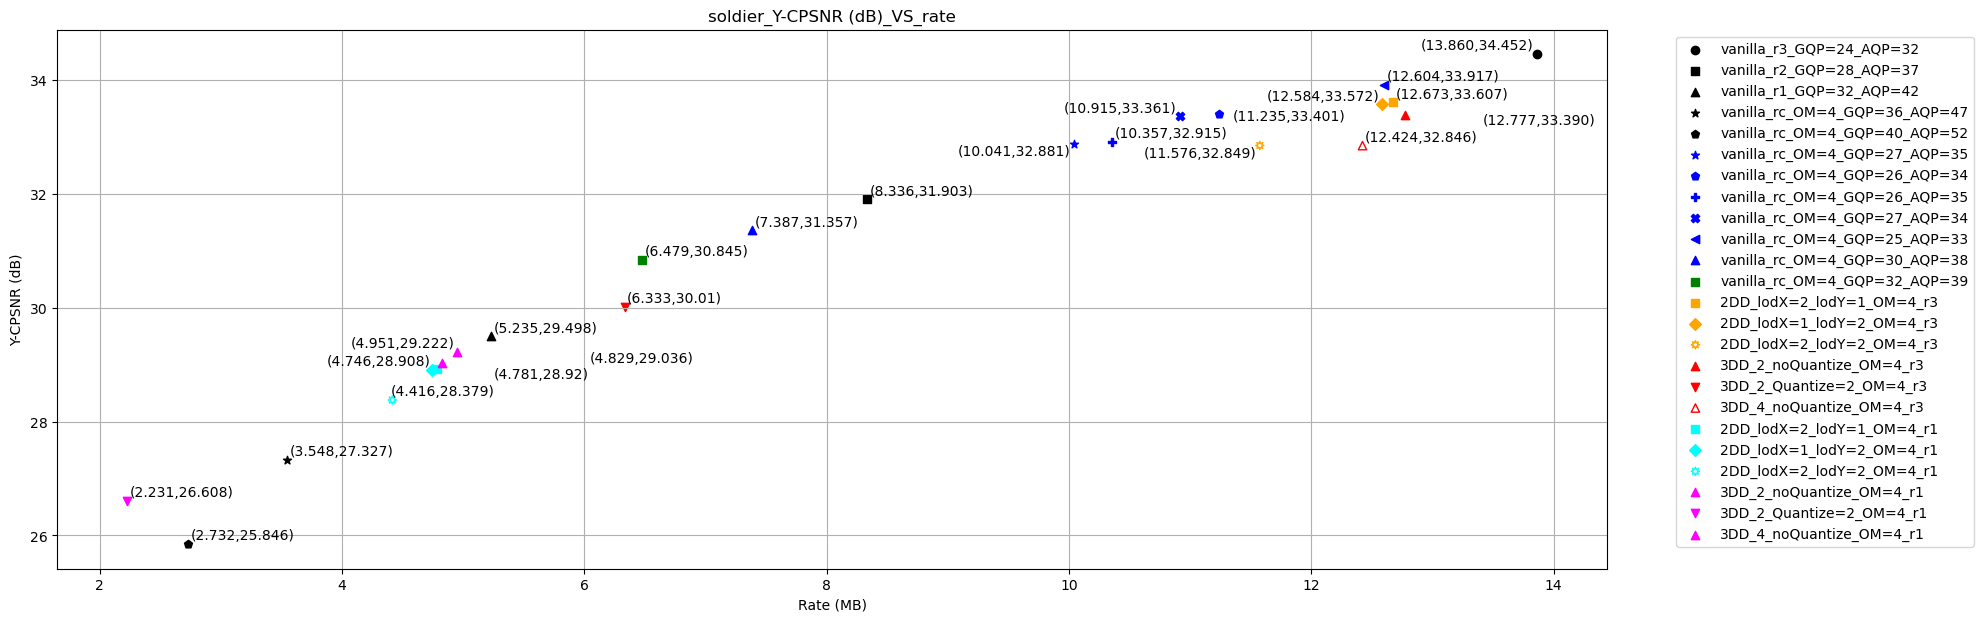 soldier_Y-CPSNR (dB)_VS_rate
Y-CPSNR (dB)
34
32
30
28
26
(13.860,34.452)
(12.604,33.917)
(12.584,33.572)
(12.673,33.607)
(10.915,33.361)
(11.235,33.401)
(12.777,33.390)
(10.357,32.915)
(12.424,32.846)
(10.041,32.881)
(11.576,32.849)
(8.336,31.903)
(7.387,31.357)
(6.479,30.845)
(6.333,30.01)
(5.235,29.498)
(4.951,29.222)
(4.746,28.908)
(4.829,29.036)
(4.781,28.92)
(4.416,28.379)
(3.548,27.327)
(2.231,26.608)
(2.732,25.846)
2
4
6
8
10
12
14
Rate (MB)
vanilla_r3_GQP=24_AQP=32
vanilla_r2_GQP=28_AQP=37
vanilla_r1_GQP=32_AQP=42
vanilla_rc_OM=4_GQP=36_AQP=47
vanilla_rc_OM=4_GQP=40_AQP=52
vanilla_rc_OM=4_GQP=27_AQP=35
vanilla_rc_OM=4_GQP=26_AQP=34
vanilla_rc_OM=4_GQP=26_AQP=35
vanilla_rc_OM=4_GQP=27_AQP=34
vanilla_rc_OM=4_GQP=25_AQP=33
vanilla_rc_OM=4_GQP=30_AQP=38
vanilla_rc_OM=4_GQP=32_AQP=39
2DD_lodX=2_lodY=1_OM=4_r3
2DD_lodX=1_lodY=2_OM=4_r3
2DD_lodX=2_lodY=2_OM=4_r3
3DD_2_noQuantize_OM=4_r3
3DD_2_Quantize=2_OM=4_r3
3DD_4_noQuantize_OM=4_r3
2DD_lodX=2_lodY=1_OM=4_r1
2DD_lodX=1_lodY=2_OM=4_r1
2DD_lodX=2_lodY=2_OM=4_r1
3DD_2_noQuantize_OM=4_r1
3DD_2_Quantize=2_OM=4_r1
3DD_4_noQuantize_OM=4_r1